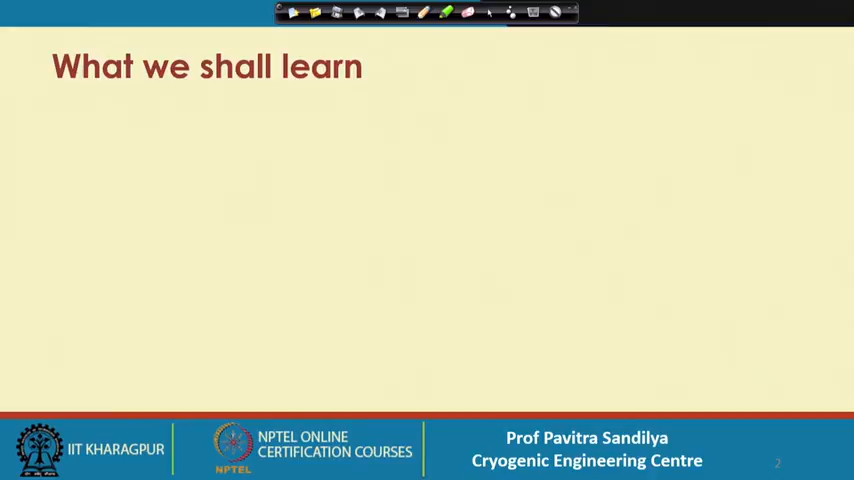 What we shall learn
IIT KHARAGPUR
NPTEL
NPTEL ONLINE
CERTIFICATION COURSES
Prof Pavitra Sandilya
Cryogenic Engineering Centre
2